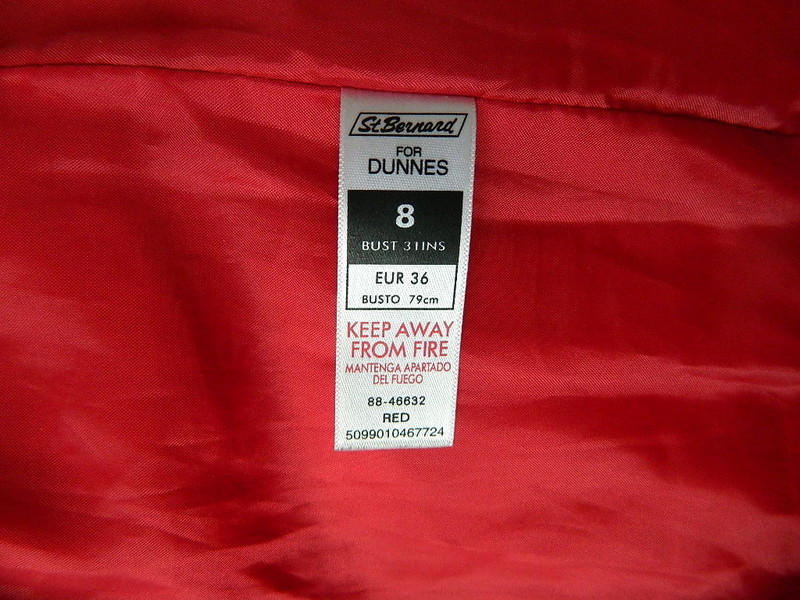 St.Bernard
FOR
DUNNES
8
BUST 31INS
EUR 36
BUSTO 79cm
KEEP AWAY
FROM FIRE
MANTENGA APARTADO
DEL FUEGO
88-46632
RED
5099010467724